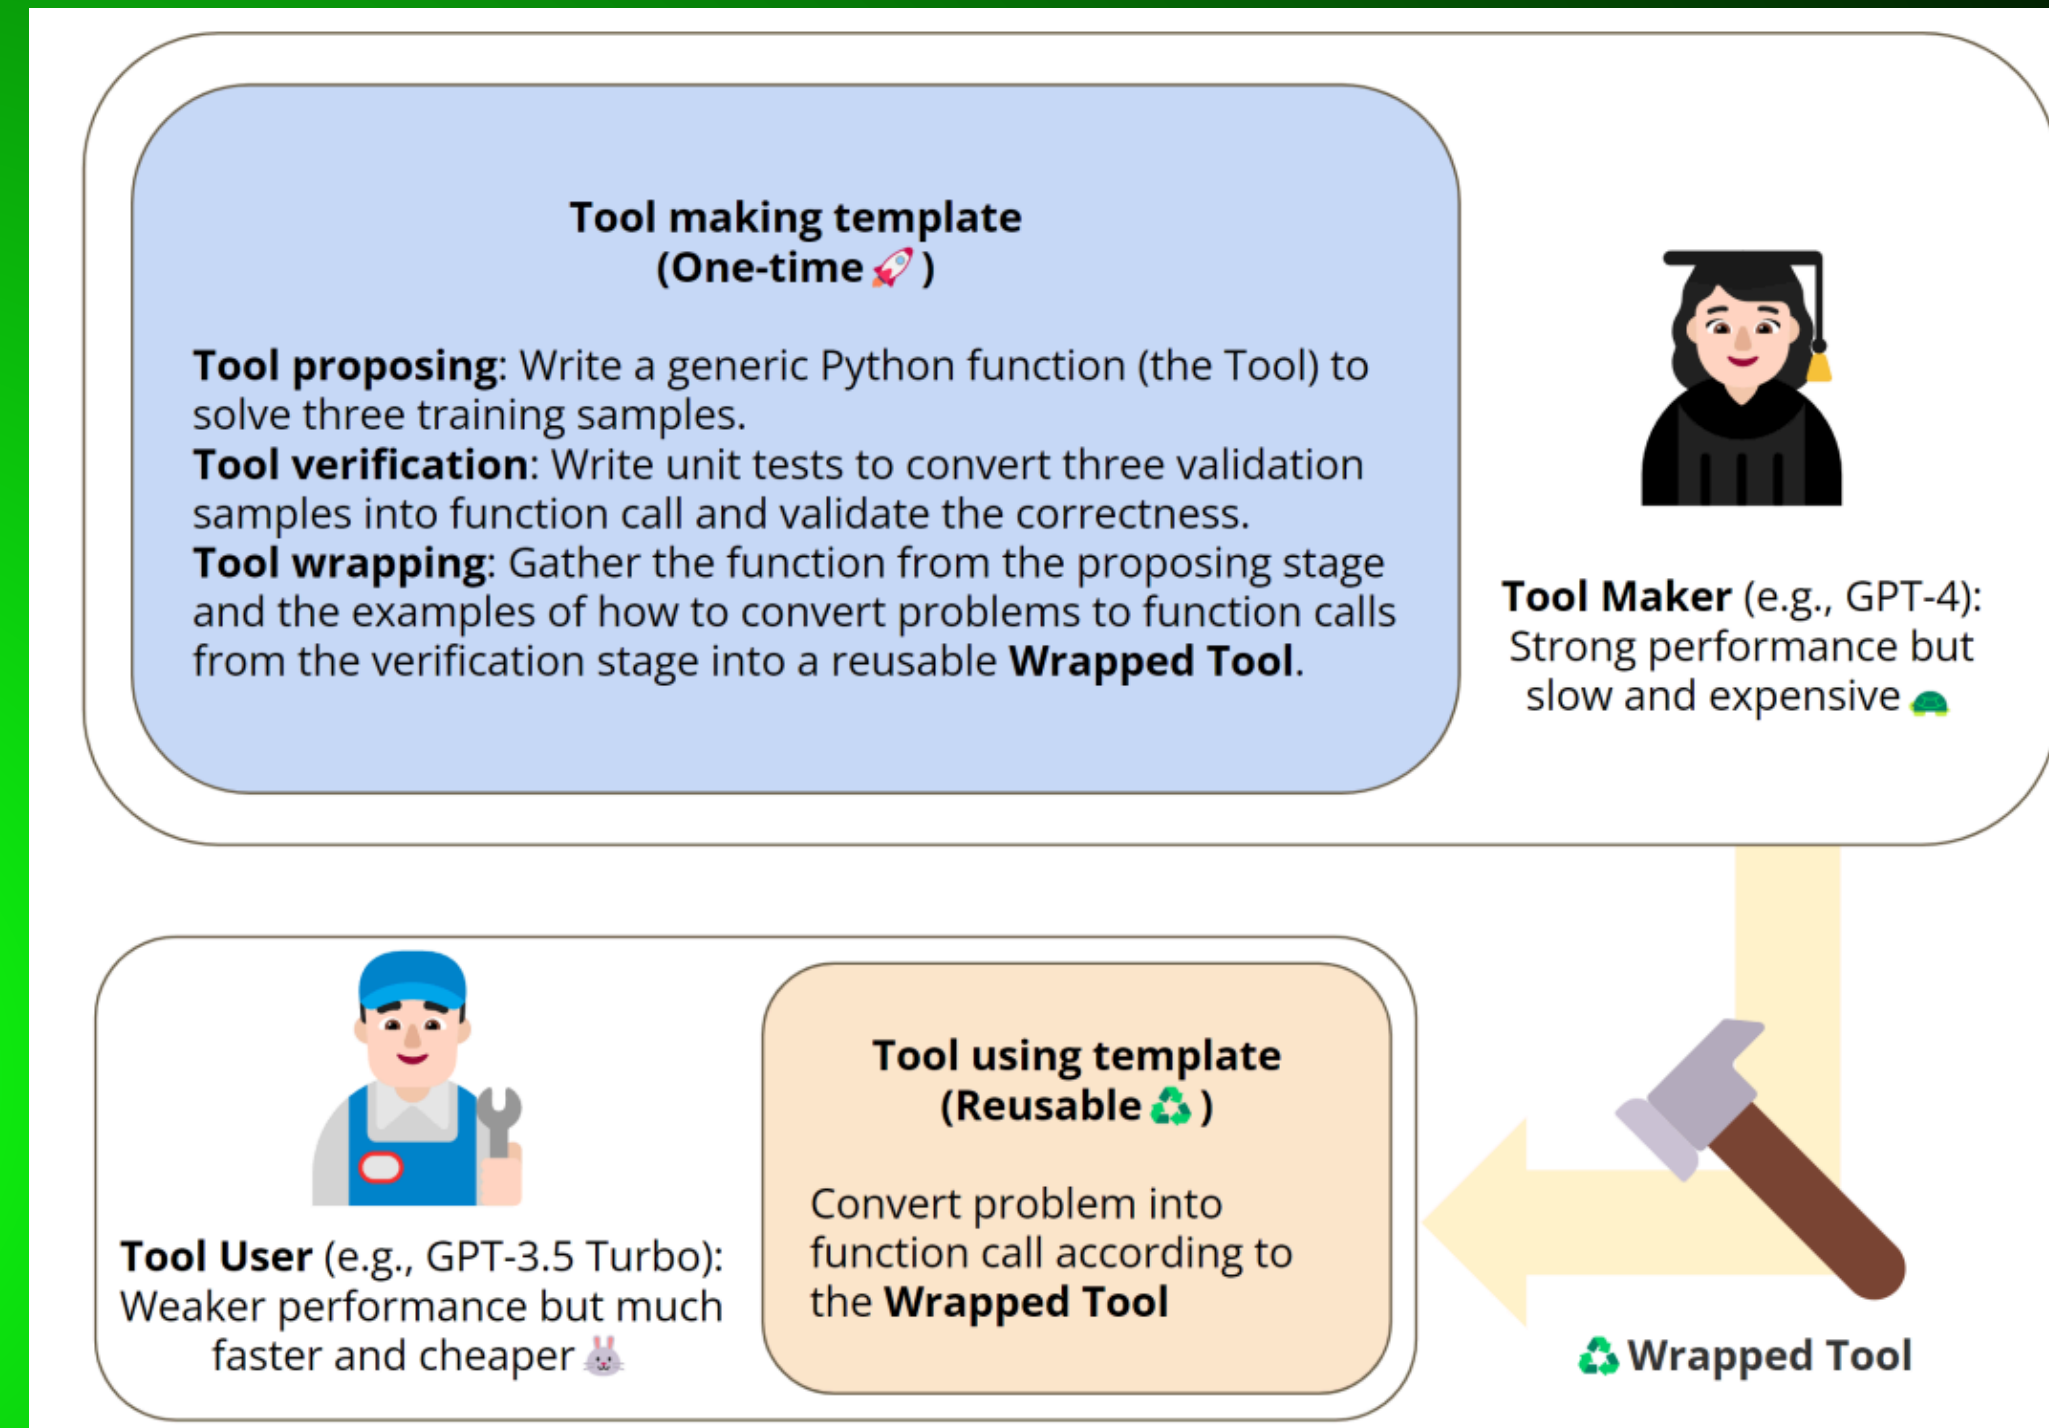 Tool making template
(One-time🚀)
Tool proposing: Write a generic Python function (the Tool) to
solve three training samples.
Tool verification: Write unit tests to convert three validation
samples into function call and validate the correctness.
Tool wrapping: Gather the function from the proposing stage
and the examples of how to convert problems to function calls
from the verification stage into a reusable Wrapped Tool.
Tool Maker (e.g., GPT-4):
Strong performance but
slow and expensive🐢
Tool User (e.g., GPT-3.5 Turbo):
Weaker performance but much
faster and cheaper🐰
Tool using template
(Reusable♻️)
Convert problem into
function call according to
the Wrapped Tool
♻️Wrapped Tool